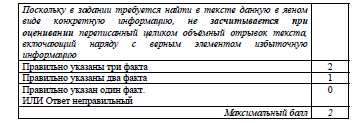 Поскольку в задании требуется найти в тексте данную в явном
виде конкретную информацию, не засчитывается при
оценивании переписанный целиком объёмный отрывок текста,
включающий наряду с верным элементом избыточную
информацию
Правильно указаны три факта 2
Правильно указаны два факта 1
Правильно указан один факт. 0
ИЛИ Ответ неправильный
Максимальный балл 2